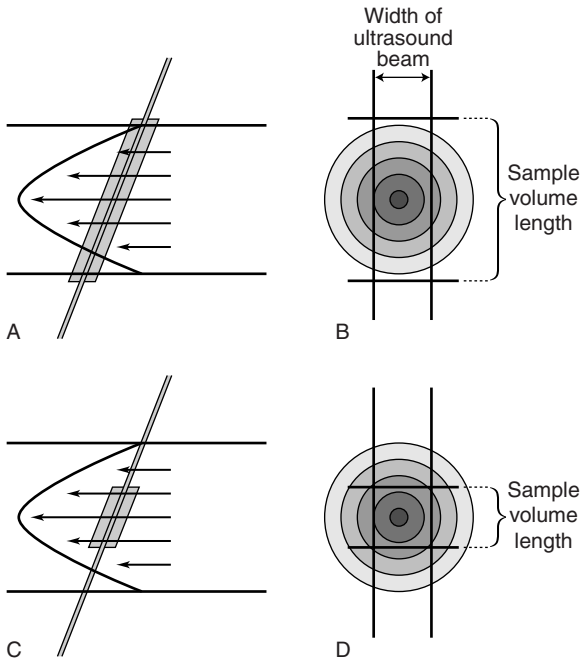 Width of
ultrasound
beam
Sample
volume
length
A
B
Sample
volume
length
C
D